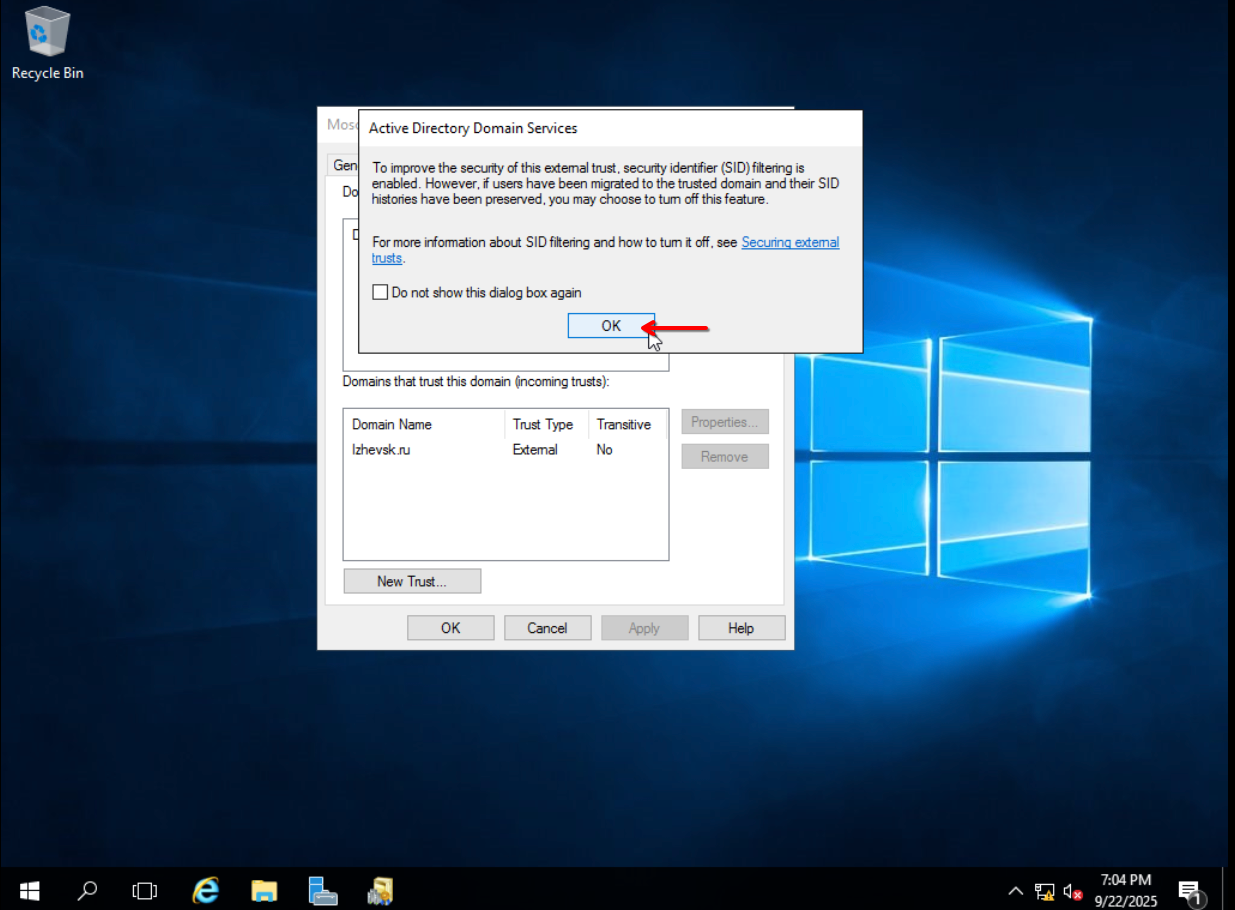 Recycle Bin
Mosc
Active Directory Domain Services
Gen
To improve the security of this external trust, security identifier (SID) filtering is
enabled. However, if users have been migrated to the trusted domain and their SID
histories have been preserved, you may choose to turn off this feature.
Do
D
For more information about SID filtering and how to turn it off, see Securing external
trusts.
Do not show this dialog box again
OK
Domains that trust this domain (incoming trusts):
Domain Name Trust Type Transitive
Izhevsk.ru External No
Properties...
Remove
New Trust...
OK Cancel Apply Help
7:04 PM
9/22/2025
1